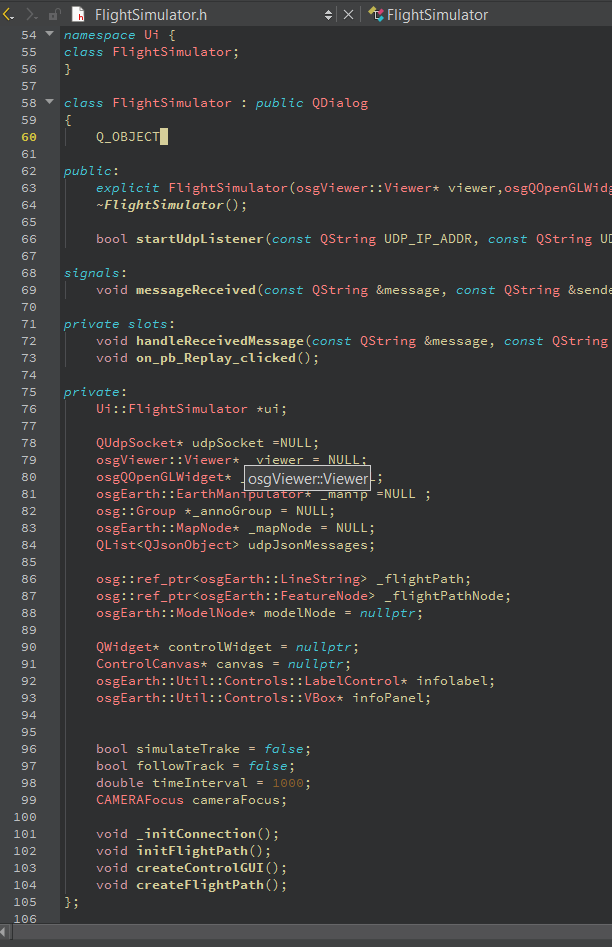 FlightSimulator.h FlightSimulator
54 namespace Ui {
55 class FlightSimulator;
56 }
57
58 class FlightSimulator : public QDialog
59 {
60 Q_OBJECT
61
62 public:
63 explicit FlightSimulator(osgViewer::Viewer* viewer,osgQOpenGLWidg
64 ~FlightSimulator();
65
66 bool startUdpListener(const QString UDP_IP_ADDR, const QString UD
67
68 signals:
69 void messageReceived(const QString &message, const QString &sende
70
71 private slots:
72 void handleReceivedMessage(const QString &message, const QString
73 void on_pb_Replay_clicked();
74
75 private:
76 Ui::FlightSimulator *ui;
77
78 QUdpSocket* udpSocket =NULL;
79 osgViewer::Viewer* _viewer = NULL;
80 osgQOpenGLWidget* ;
osgViewer::Viewer
81 osgEarth::EarthManipulator* _manip =NULL ;
82 osg::Group *_annoGroup = NULL;
83 osgEarth::MapNode* _mapNode = NULL;
84 QList<QJsonObject> udpJsonMessages;
85
86 osg::ref_ptr<osgEarth::LineString> _flightPath;
87 osg::ref_ptr<osgEarth::FeatureNode> _flightPathNode;
88 osgEarth::ModelNode* modelNode = nullptr;
89
90 QWidget* controlWidget = nullptr;
91 ControlCanvas* canvas = nullptr;
92 osgEarth::Util::Controls::LabelControl* infolabel;
93 osgEarth::Util::Controls::VBox* infoPanel;
94
95
96 bool simulateTrake = false;
97 bool followTrack = false;
98 double timeInterval = 1000;
99 CAMERAFocus cameraFocus;
100
101 void _initConnection();
102 void initFlightPath();
103 void createControlGUI();
104 void createFlightPath();
105 };
106